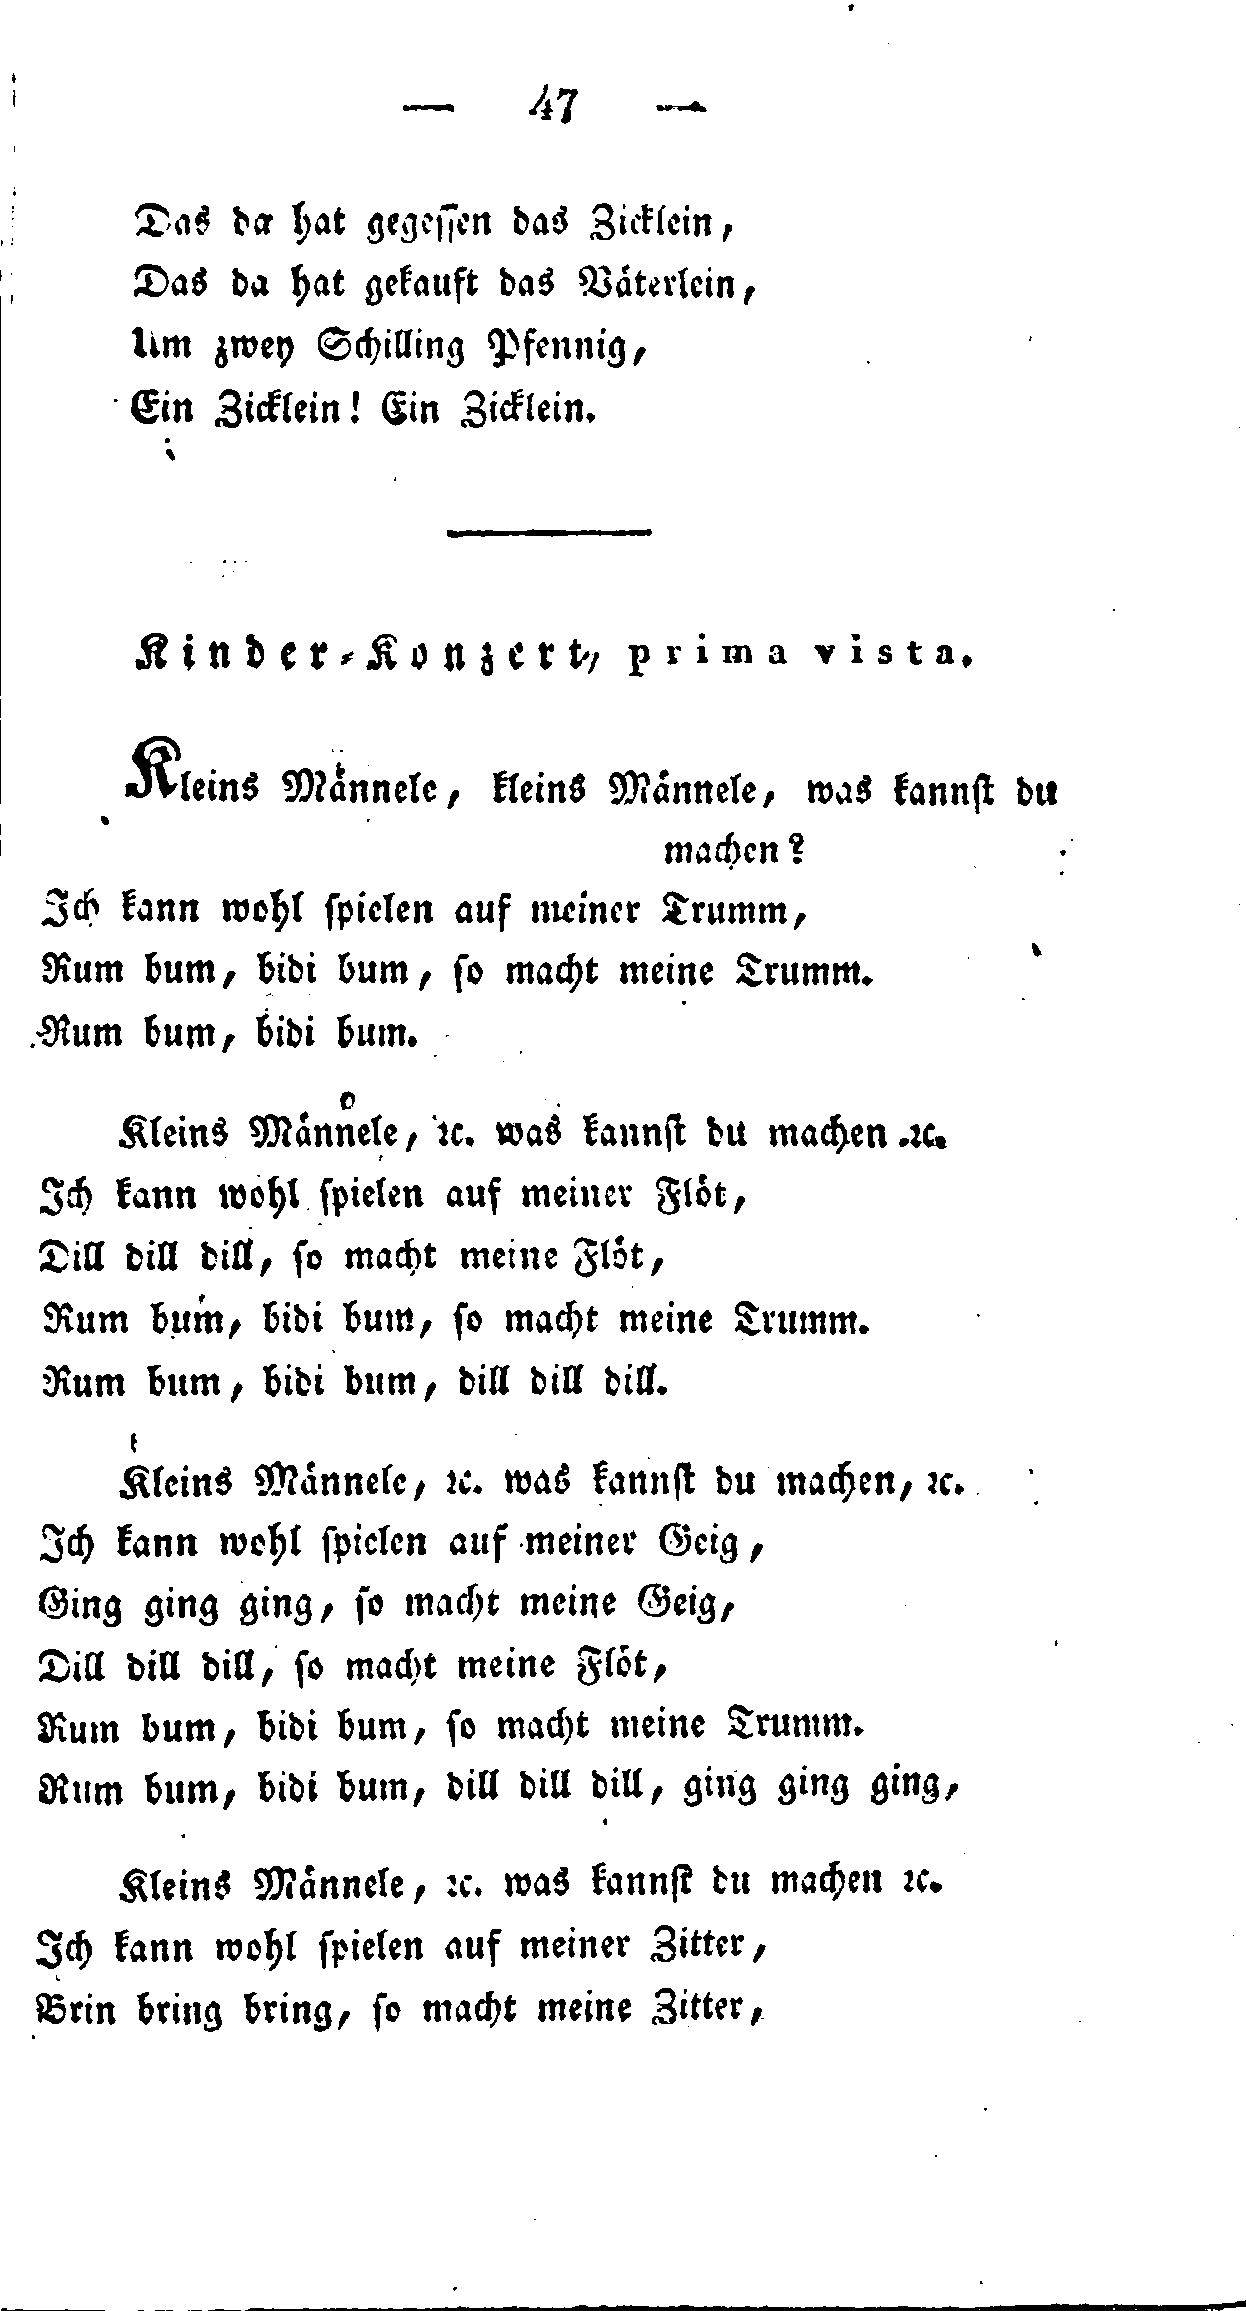 — 47 —
Das da hat gegessen das Zicklein,
Das da hat gekauft das Väterlein,
Um zwey Schilling Pfennig,
Ein Zicklein! Ein Zicklein.
Kinder-Konzert, prima vista.
Kleins Männele, kleins Männele, was kannst du
machen?
Ich kann wohl spielen auf meiner Trumm,
Rum bum, bidi bum, so macht meine Trumm.
Rum bum, bidi bum.
Kleins Männele, ꝛc. was kannst du machen ꝛc.
Ich kann wohl spielen auf meiner Flöt,
Dill dill dill, so macht meine Flöt,
Rum bum, bidi bum, so macht meine Trumm.
Rum bum, bidi bum, dill dill dill.
Kleins Männele, ꝛc. was kannst du machen, ꝛc.
Ich kann wohl spielen auf meiner Geig,
Ging ging ging, so macht meine Geig,
Dill dill dill, so macht meine Flöt,
Rum bum, bidi bum, so macht meine Trumm.
Rum bum, bidi bum, dill dill dill, ging ging ging,
Kleins Männele, ꝛc. was kannst du machen ꝛc.
Ich kann wohl spielen auf meiner Zitter,
Brin bring bring, so macht meine Zitter,